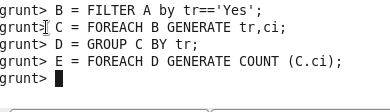 grunt> B = FILTER A by tr=='Yes';
grunt> C = FOREACH B GENERATE tr,ci;
grunt> D = GROUP C BY tr;
grunt> E = FOREACH D GENERATE COUNT (C.ci);
grunt>